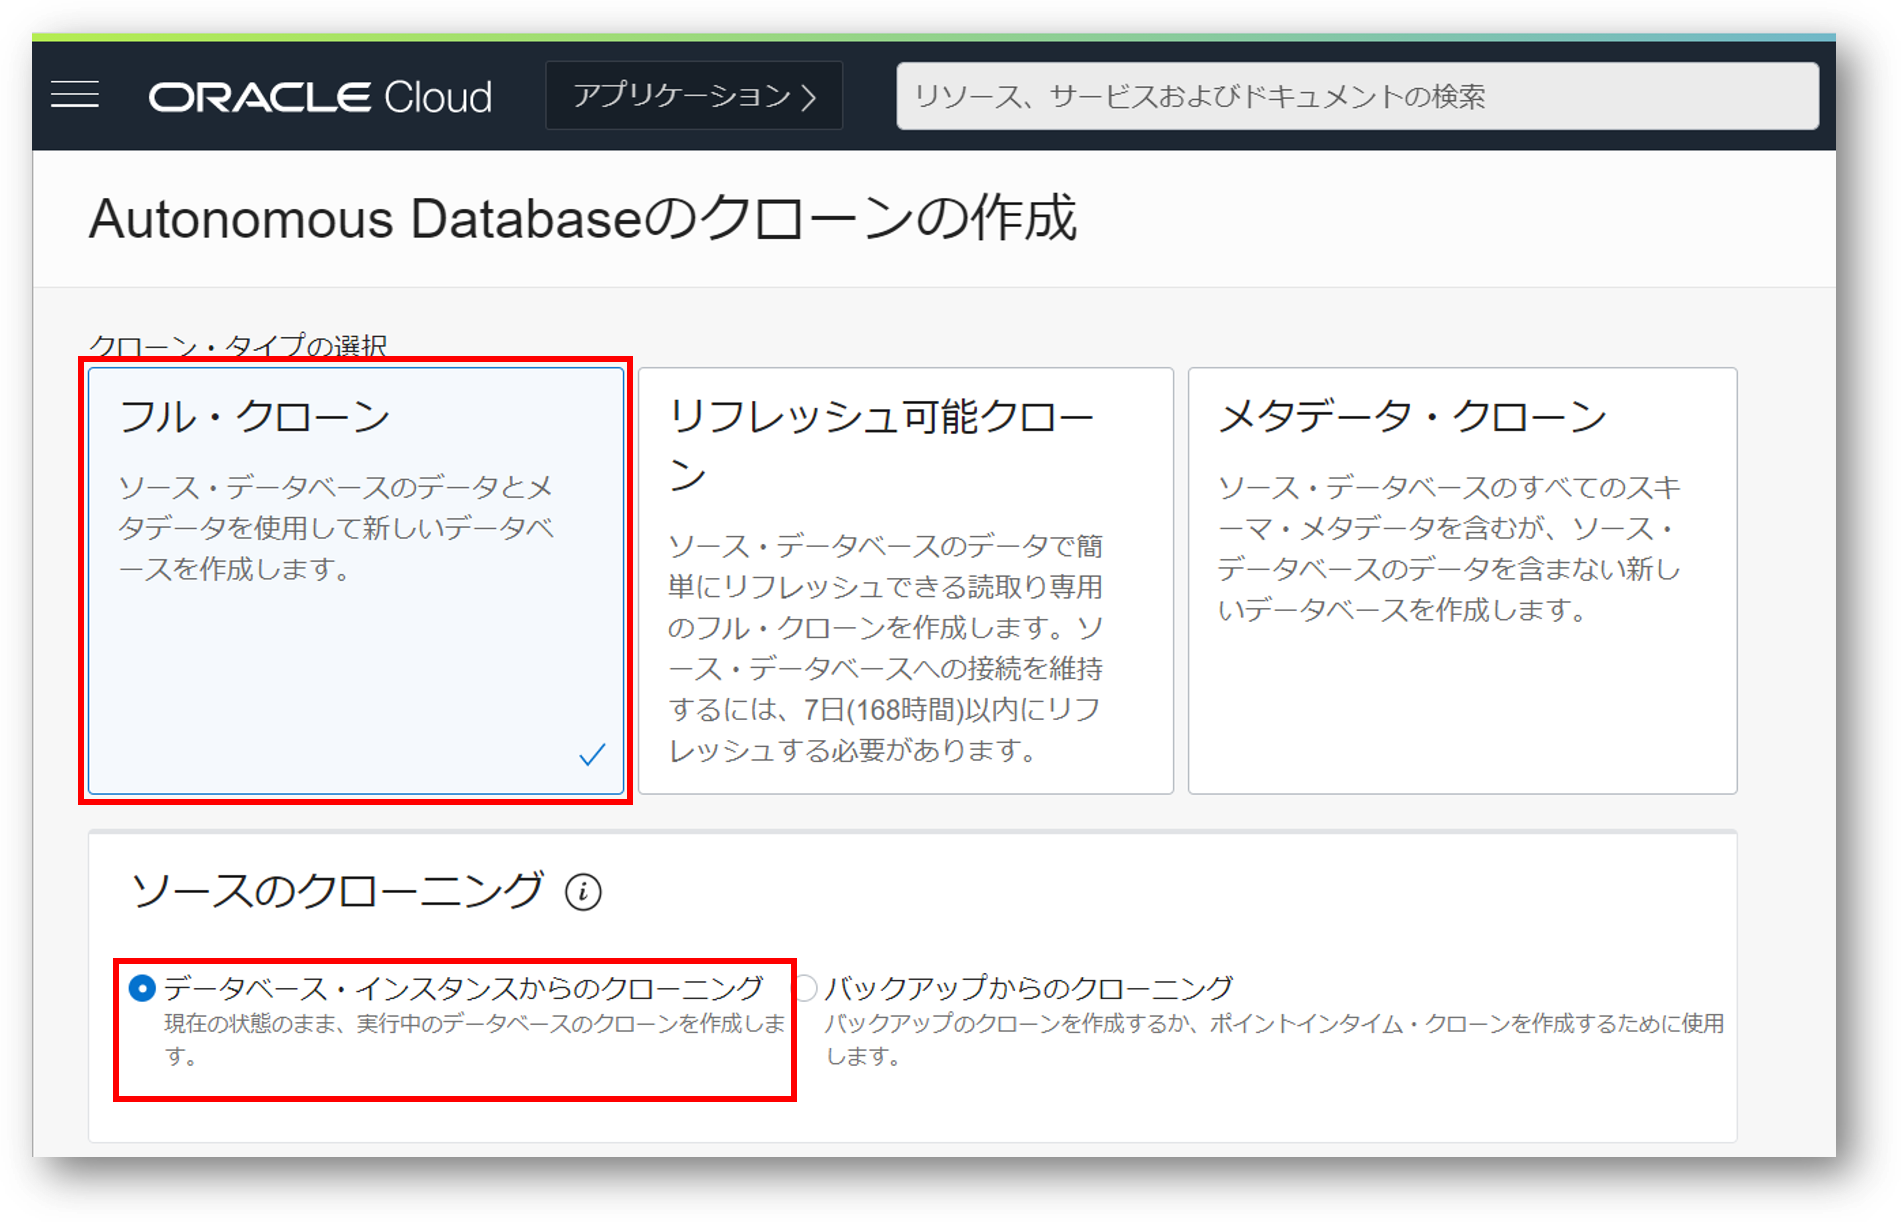 ORACLE Cloud
アプリケーション
リソース、サービスおよびドキュメントの検索
Autonomous Databaseのクローンの作成
クローン・タイプの選択
フル・クローン
ソース・データベースのデータとメ
タデータを使用して新しいデータベ
ースを作成します。
リフレッシュ可能クロー
ン
ソース・データベースのデータで簡
単にリフレッシュできる読取り専用
のフル・クローンを作成します。ソ
ース・データベースへの接続を維持
するには、7日(168時間)以内にリフ
レッシュする必要があります。
メタデータ・クローン
ソース・データベースのすべてのスキ
ーマ・メタデータを含むが、ソース・
データベースのデータを含まない新し
いデータベースを作成します。
ソースのクローニング
データベース・インスタンスからのクローニング
現在の状態のまま、実行中のデータベースのクローンを作成しま
す。
バックアップからのクローニング
バックアップのクローンを作成するか、ポイントインタイム・クローンを作成するために使用
します。